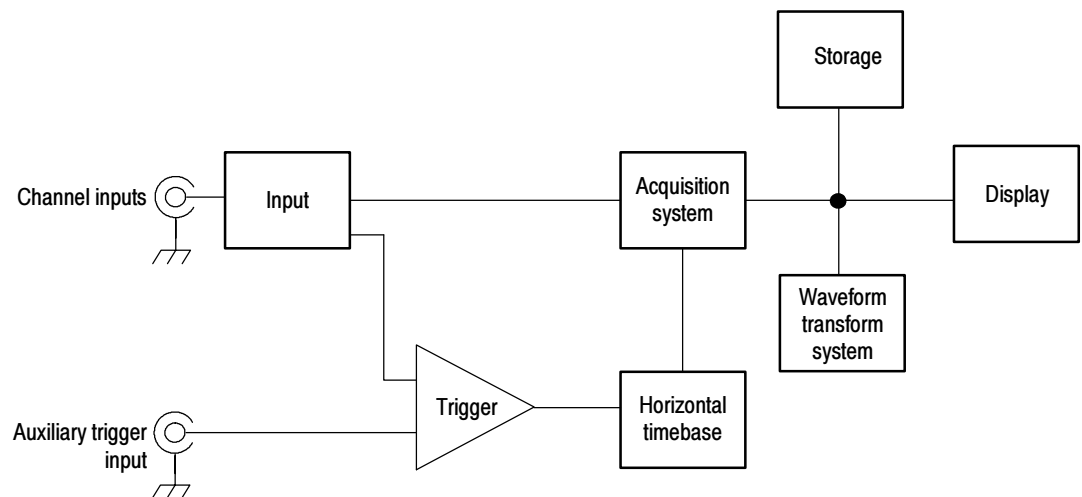 Storage
Channel inputs
Input
Acquisition
system
Display
Waveform
transform
system
Trigger
Horizontal
timebase
Auxiliary trigger
input